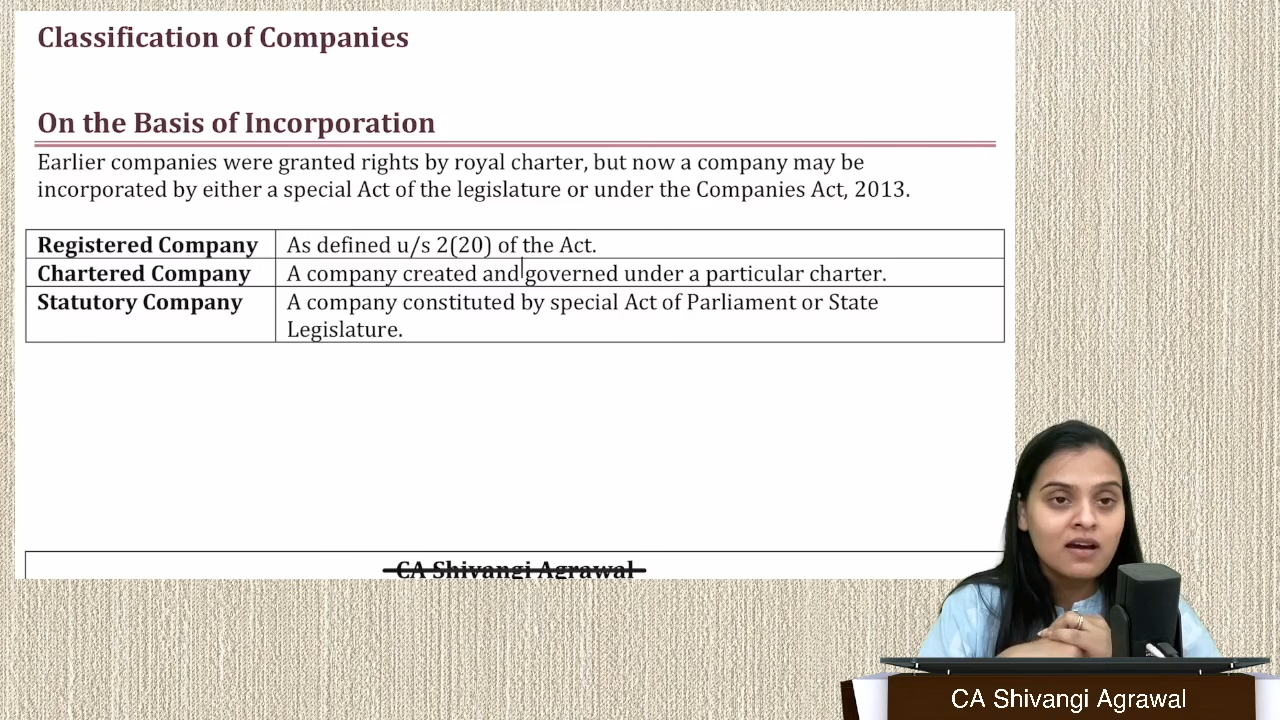 Classification of Companies
On the Basis of Incorporation
Earlier companies were granted rights by royal charter, but now a company may be
incorporated by either a special Act of the legislature or under the Companies Act, 2013.
Registered Company As defined u/s 2(20) of the Act.
Chartered Company A company created and governed under a particular charter.
Statutory Company A company constituted by special Act of Parliament or State
Legislature.
CA Shivangi Agrawal
CA Shivangi Agrawal